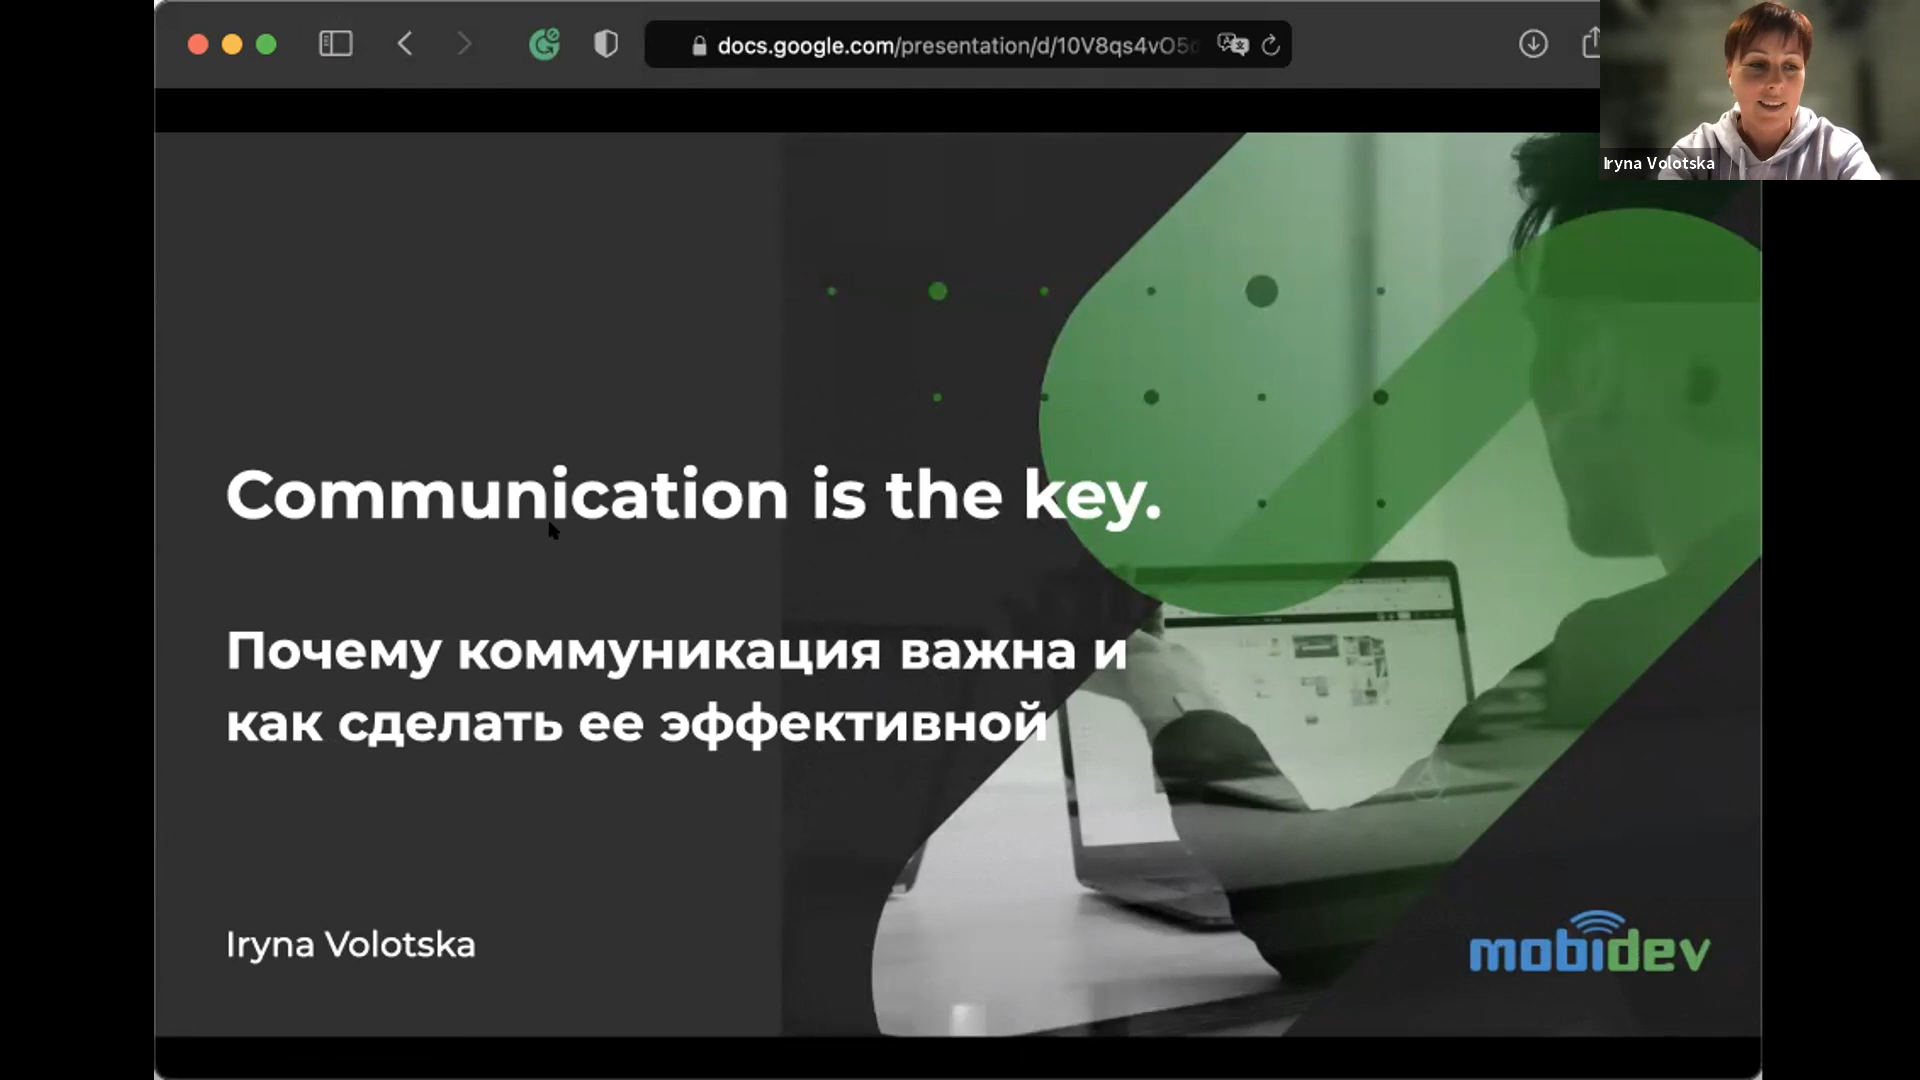 docs.google.com/presentation/d/10V8qs4vO5
Iryna Volotska
Communication is the key.
Почему коммуникация важна и
как сделать ее эффективной
Iryna Volotska
mobidev